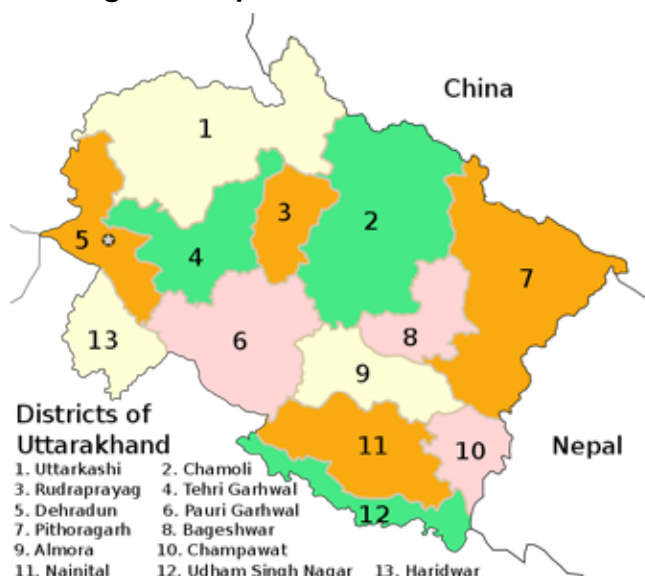 China
1
3
2
5
4
7
6
8
13
9
Districts of
Uttarakhand
11
10
Nepal
1. Uttarkashi 2. Chamoli
3. Rudraprayag 4. Tehri Garhwal
5. Dehradun 6. Pauri Garhwal
7. Pithoragarh 8. Bageshwar
9. Almora 10. Champawat
11. Nainital 12. Udham Singh Nagar 13. Haridwar
12